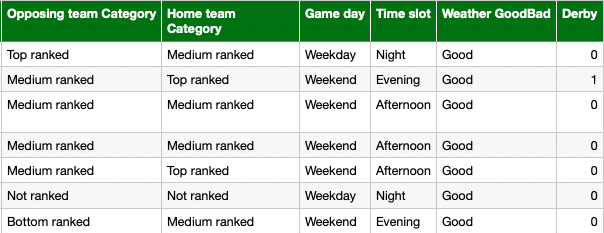 Opposing team Category Home team Category Game day Time slot Weather GoodBad Derby
Top ranked Medium ranked Weekday Night Good 0
Medium ranked Top ranked Weekend Evening Good 1
Medium ranked Medium ranked Weekend Afternoon Good 0
Medium ranked Medium ranked Weekend Afternoon Good 0
Medium ranked Top ranked Weekend Afternoon Good 0
Not ranked Not ranked Weekday Night Good 0
Bottom ranked Medium ranked Weekend Evening Good 0